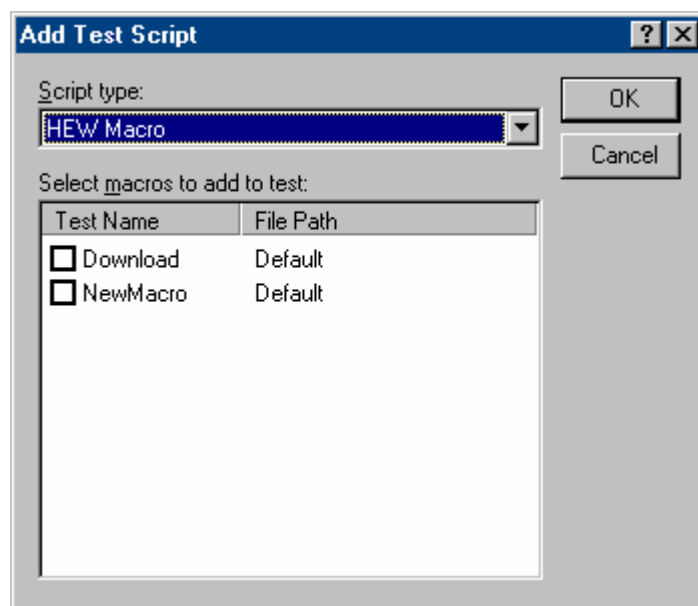 Add Test Script
Script type:
OK
HEW Macro
Cancel
Select macros to add to test:
Test Name File Path
Download Default
NewMacro Default